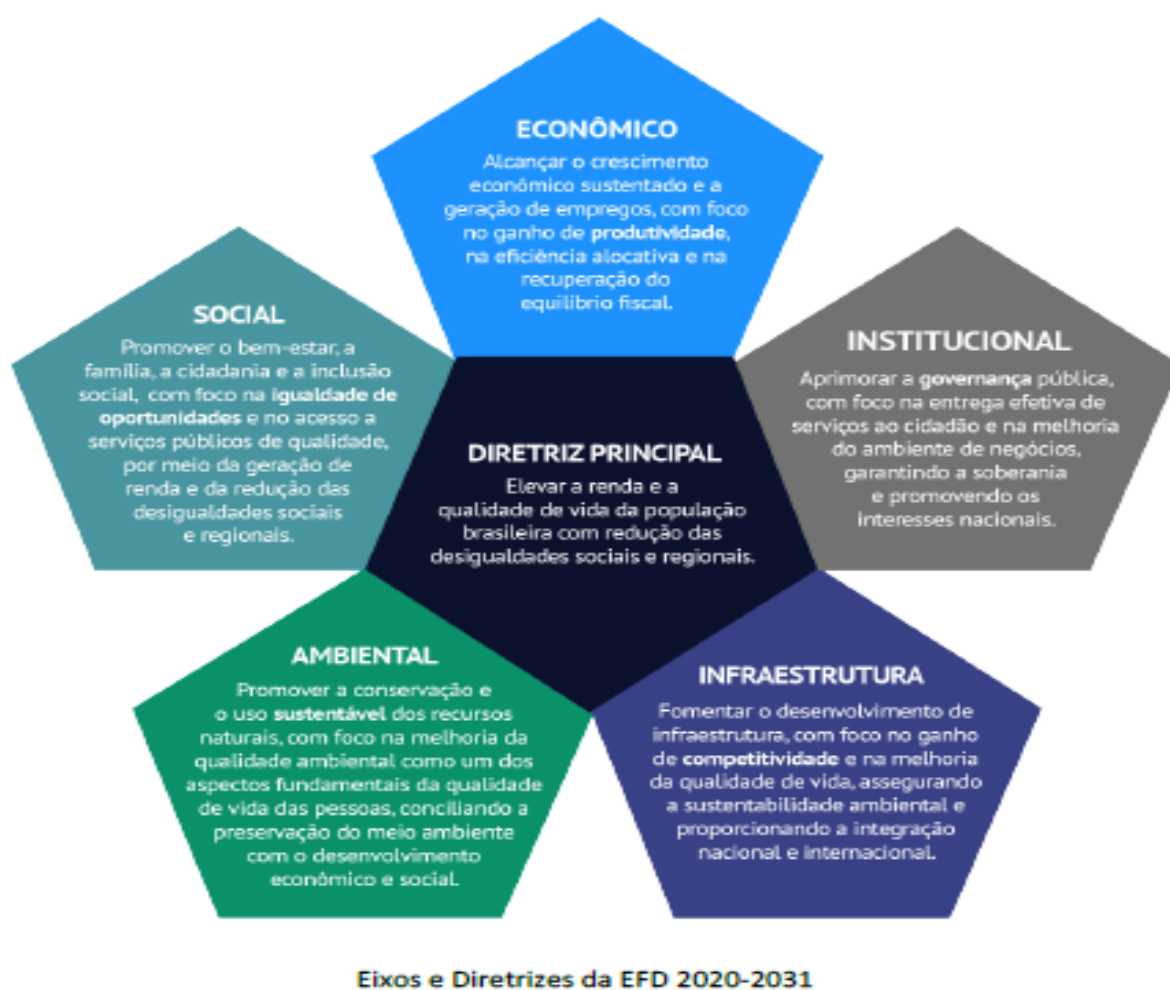 ECONÔMICO
Alcançar o crescimento
econômico sustentado e a
geração de empregos, com foco
no ganho de produtividade,
na eficiência alocativa e na
recuperação do
equilíbrio fiscal.
SOCIAL
Promover o bem-estar, a
família, a cidadania e a inclusão
social, com foco na igualdade de
oportunidades e no acesso a
serviços públicos de qualidade,
por meio da geração de
renda e da redução das
desigualdades sociais
e regionais.
INSTITUCIONAL
Aprimorar a governança pública,
com foco na entrega efetiva de
serviços ao cidadão e na melhoria
do ambiente de negócios,
garantindo a soberania
e promovendo os
interesses nacionais.
DIRETRIZ PRINCIPAL
Elevar a renda e a
qualidade de vida da população
brasileira com redução das
desigualdades sociais e regionais.
AMBIENTAL
Promover a conservação e
o uso sustentável dos recursos
naturais, com foco na melhoria da
qualidade ambiental como um dos
aspectos fundamentais da qualidade
de vida das pessoas, conciliando a
preservação do meio ambiente
com o desenvolvimento
econômico e social.
INFRAESTRUTURA
Fomentar o desenvolvimento de
infraestrutura, com foco no ganho
de competitividade e na melhoria
da qualidade de vida, assegurando
a sustentabilidade ambiental e
proporcionando a integração
nacional e internacional.
Eixos e Diretrizes da EFD 2020-2031